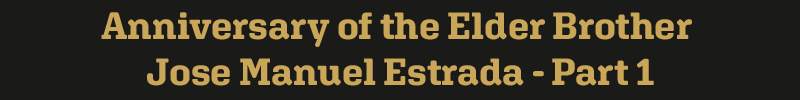 Anniversary of the Elder Brother
Jose Manuel Estrada - Part 1